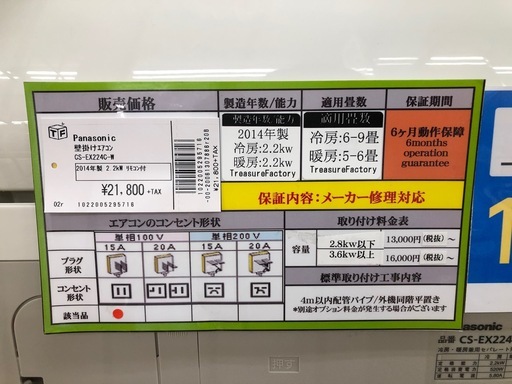 販売価格
製造年数/能力
適用畳数
保証期間
TF
Panasonic
壁掛けエアコン
CS-EX224C-W
2014年製 2.2kW リモコン付
¥21,800+TAX
D2r
1022005295716
1022005295716
¥21,800+TAX
製造年数/能力
2014年製
冷房:2.2kw
暖房:2.2kw
TreasureFactory
適用畳数
冷房:6-9畳
暖房:5-6畳
TreasureFactory
6ヶ月動作保障
6months
operation
guarantee
保証内容:メーカー修理対応
エアコンのコンセント形状
単相100V
単相200V
15A
20A
15A
20A
プラグ
形状
コンセント
形状
該当品
取り付け料金表
容量
2.8kw以下
13,000円(税抜)~
3.6kw以上
16,000円(税抜)~
標準取り付け工事内容
4m以内配管パイプ/外機同階平置き
*別途オプション料金が発生する場合がございます
押す
Panasonic
品番 CS-EX224